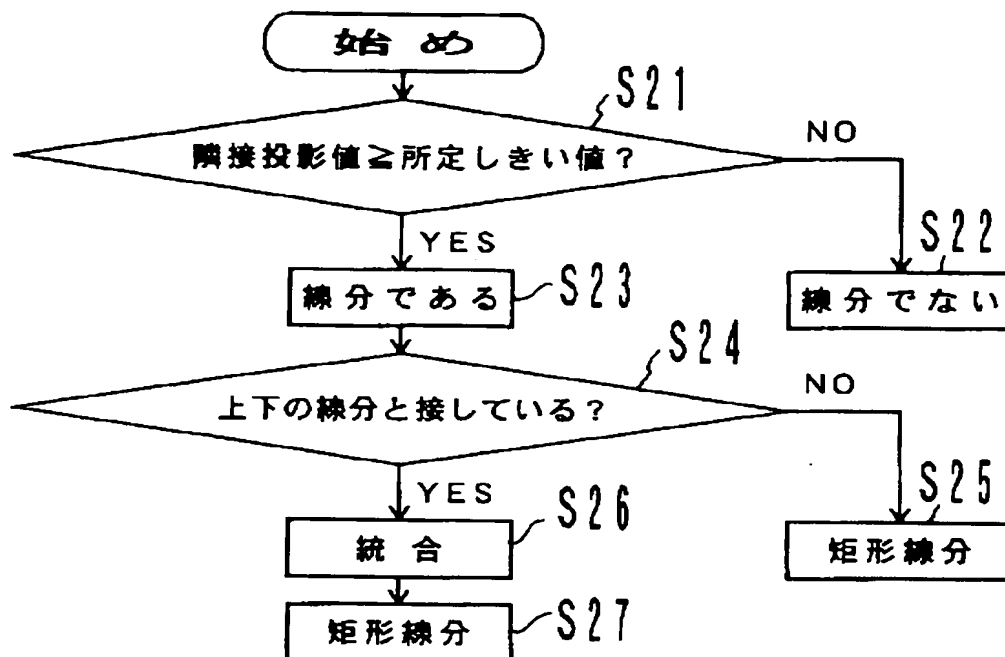 始め
S21
隣接投影値≧所定しきい値?
NO
YES
S22
S23
線分である
線分でない
S24
上下の線分と接している?
NO
YES
S25
S26
統合
矩形線分
S27
矩形線分